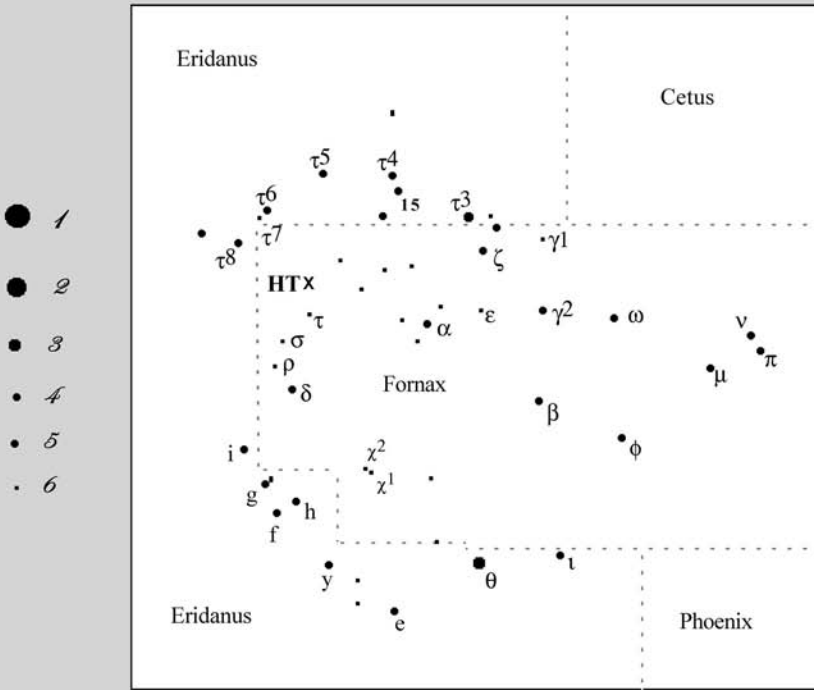 Eridanus
Cetus
τ5
τ4
τ6
15
τ3
1
τ7
γ1
τ8
ζ
HTx
2
τ
ε
γ2
ω
α
ν
σ
π
3
ρ
μ
Fornax
δ
4
β
5
i
φ
χ2
6
g
χ1
h
f
y
θ
ι
Eridanus
e
Phoenix